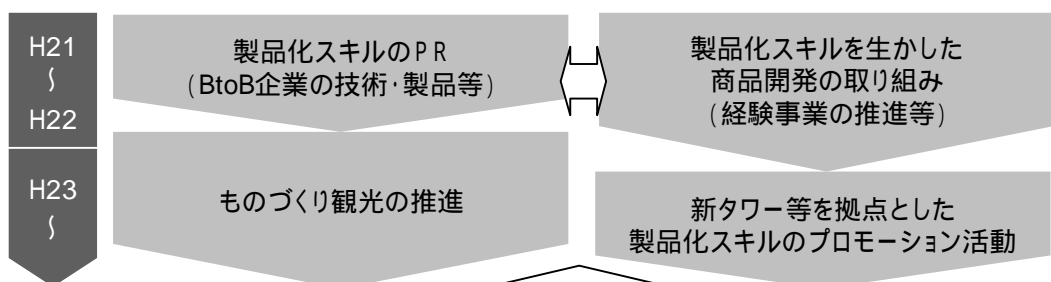 H21
〜
H22
製品化スキルのPR
(BtoB企業の技術・製品等)
製品化スキルを生かした
商品開発の取り組み
(経験事業の推進等)
H23
〜
ものづくり観光の推進
新タワー等を拠点とした
製品化スキルのプロモーション活動